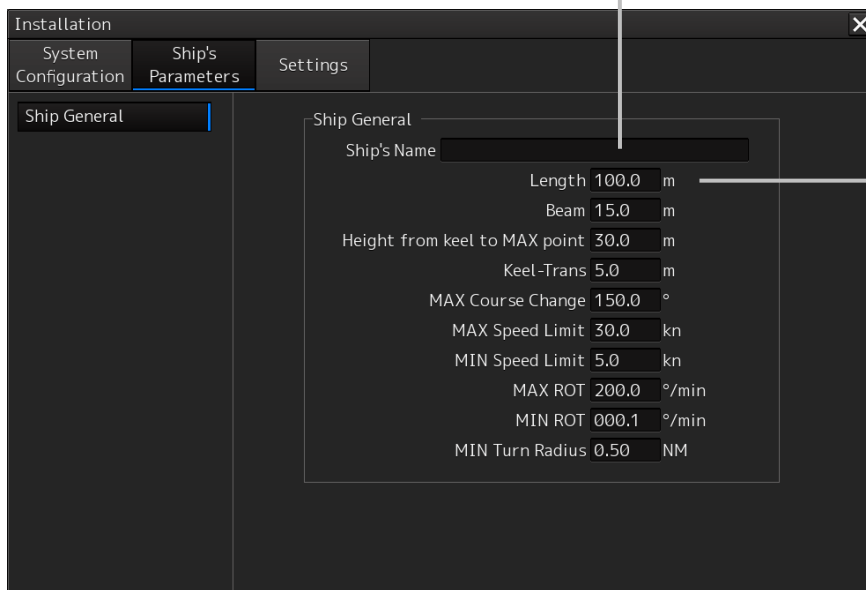 Installation
System
Configuration
Ship's
Parameters
Settings
Ship General
Ship General
Ship's Name
Length 100.0 m
Beam 15.0 m
Height from keel to MAX point 30.0 m
Keel-Trans 5.0 m
MAX Course Change 150.0 °
MAX Speed Limit 30.0 kn
MIN Speed Limit 5.0 kn
MAX ROT 200.0 °/min
MIN ROT 000.1 °/min
MIN Turn Radius 0.50 NM